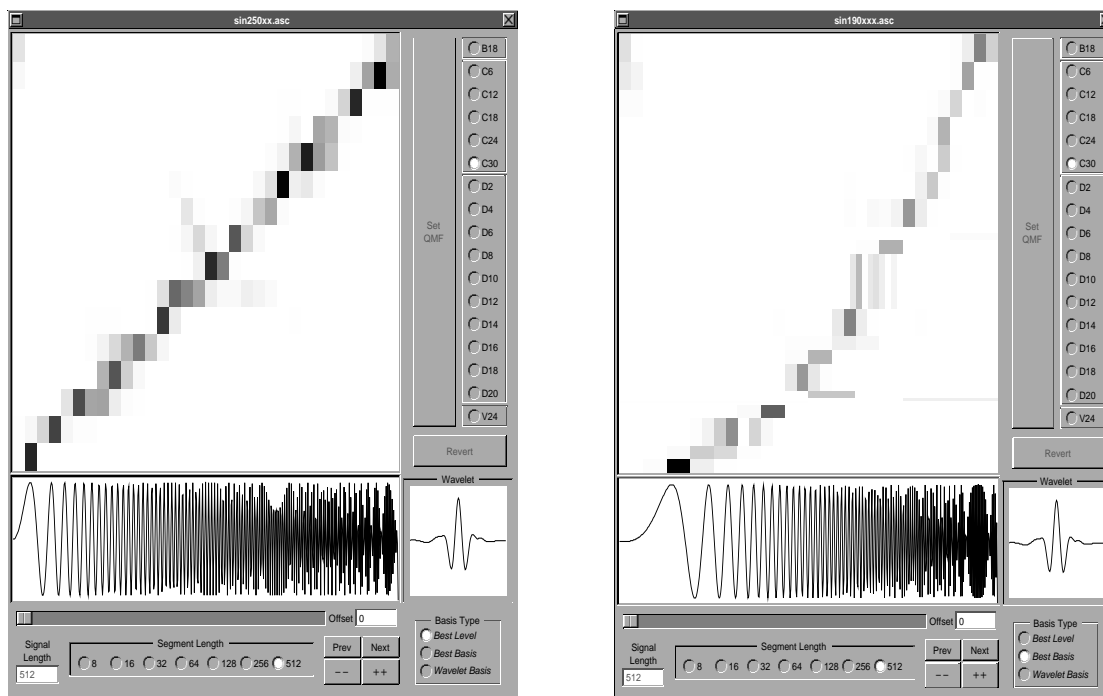 sin250xx.asc
B18
C6
C12
C18
C24
C30
D2
D4
D6
D8
D10
D12
D14
D16
D18
D20
V24
Set
QMF
Revert
Wavelet
Offset 0
Signal
Length
512
Segment Length
8 16 32 64 128 256 512
Prev Next
-- ++
Basis Type
Best Level
Best Basis
Wavelet Basis
sin190xxx.asc
B18
C6
C12
C18
C24
C30
D2
D4
D6
D8
D10
D12
D14
D16
D18
D20
V24
Set
QMF
Revert
Wavelet
Offset 0
Signal
Length
512
Segment Length
8 16 32 64 128 256 512
Prev Next
-- ++
Basis Type
Best Level
Best Basis
Wavelet Basis